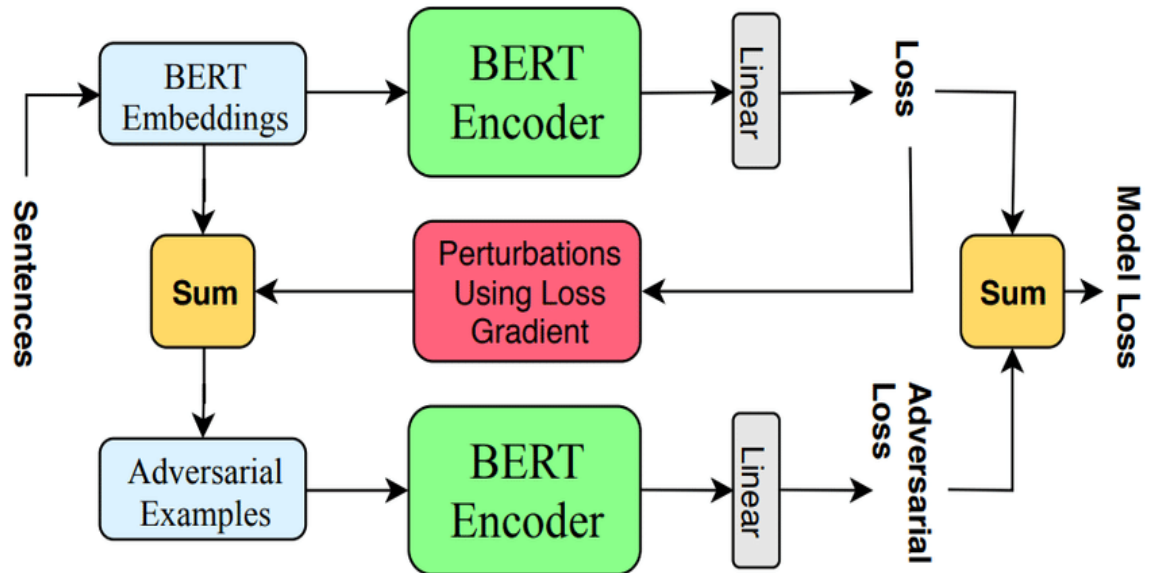 BERT
Embeddings
BERT
Encoder
Linear
Loss
Sentences
Sum
Perturbations
Using Loss
Gradient
Sum
Model Loss
Adversarial
Examples
BERT
Encoder
Linear
Adversarial
Loss